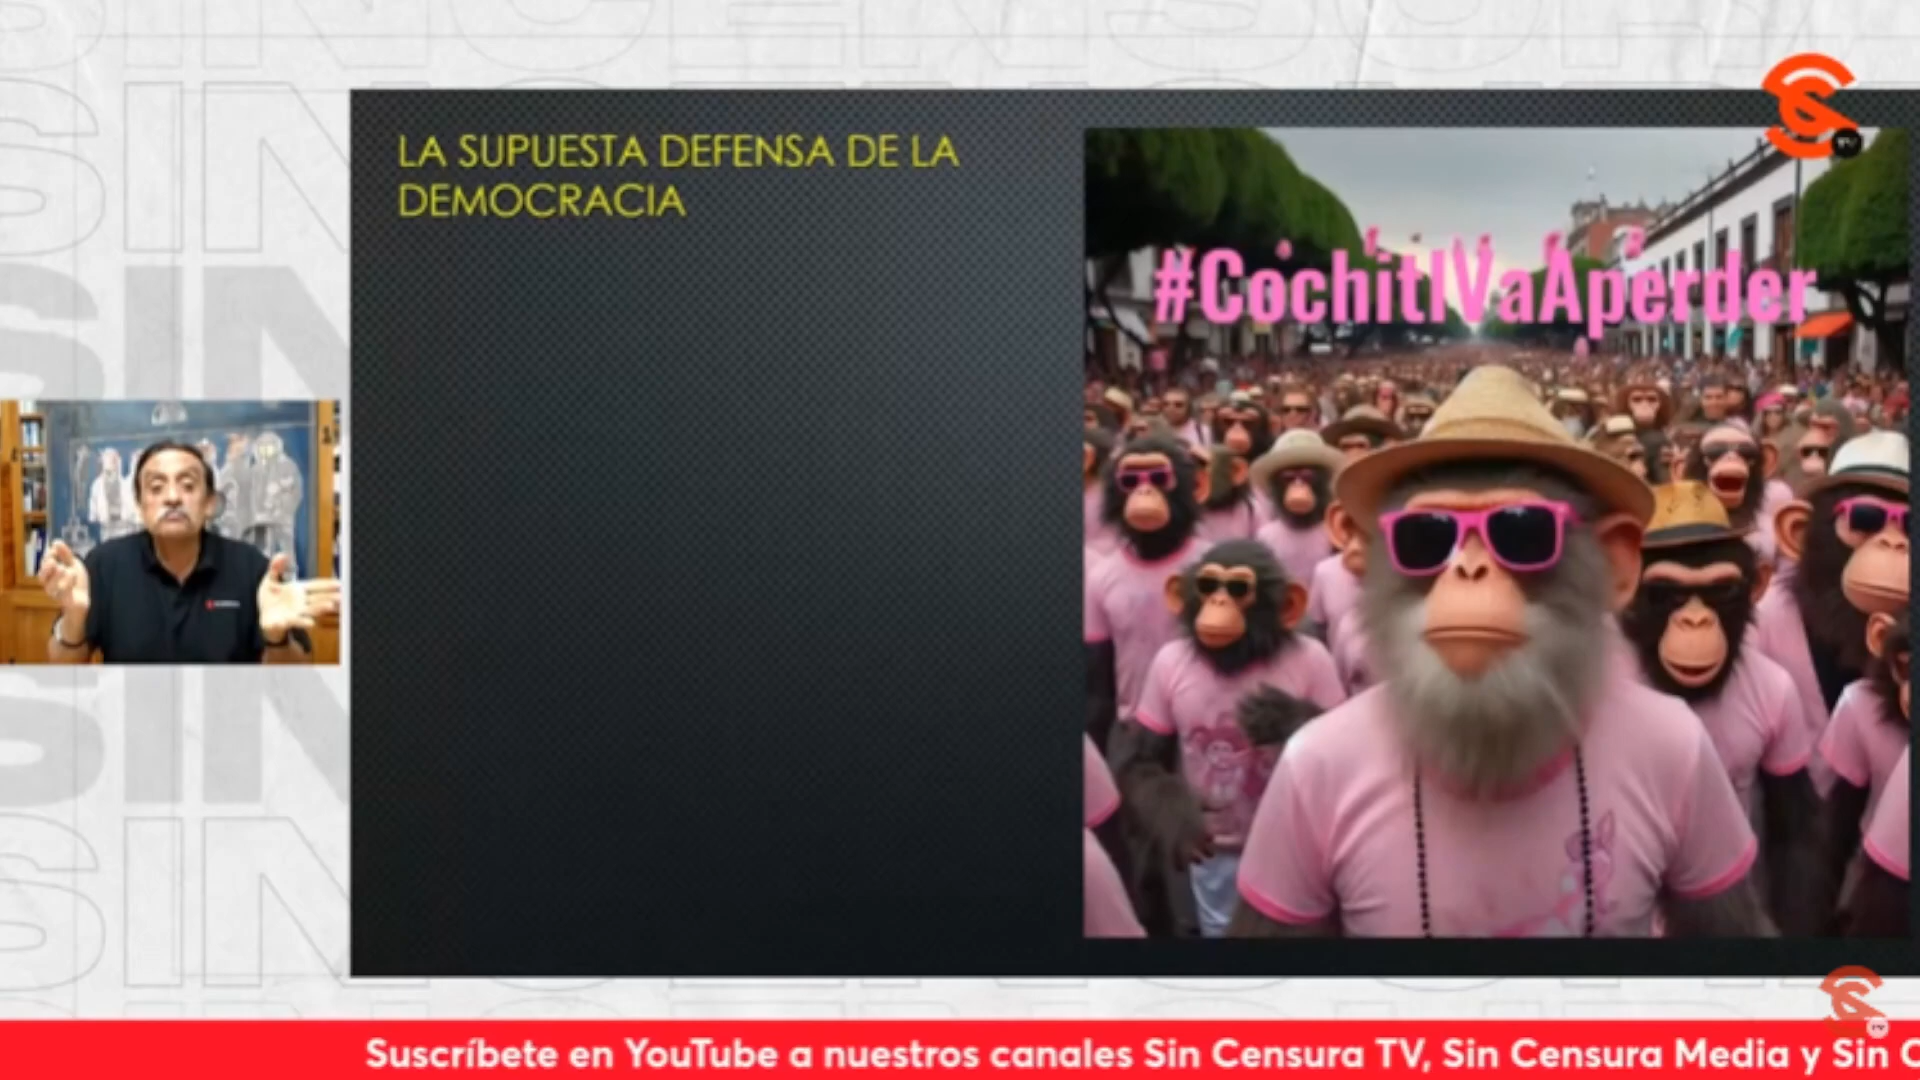 LA SUPUESTA DEFENSA DE LA
DEMOCRACIA
#CochitlVaAperder
Suscríbete en YouTube a nuestros canales Sin Censura TV, Sin Censura Media y Sin C